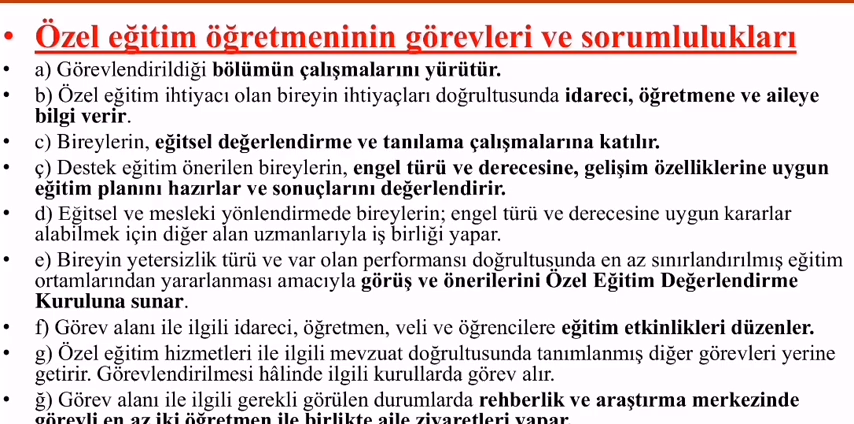 • Özel eğitim öğretmeninin görevleri ve sorumlulukları
• a) Görevlendirildiği bölümün çalışmalarını yürütür.
• b) Özel eğitim ihtiyacı olan bireyin ihtiyaçları doğrultusunda idareci, öğretmene ve aileye
bilgi verir.
• c) Bireylerin, eğitsel değerlendirme ve tanılama çalışmalarına katılır.
• ç) Destek eğitim önerilen bireylerin, engel türü ve derecesine, gelişim özelliklerine uygun
eğitim planını hazırlar ve sonuçlarını değerlendirir.
• d) Eğitsel ve mesleki yönlendirmede bireylerin; engel türü ve derecesine uygun kararlar
alabilmek için diğer alan uzmanlarıyla iş birliği yapar.
• e) Bireyin yetersizlik türü ve var olan performansı doğrultusunda en az sınırlandırılmış eğitim
ortamlarından yararlanması amacıyla görüş ve önerilerini Özel Eğitim Değerlendirme
Kuruluna sunar.
• f) Görev alanı ile ilgili idareci, öğretmen, veli ve öğrencilere eğitim etkinlikleri düzenler.
• g) Özel eğitim hizmetleri ile ilgili mevzuat doğrultusunda tanımlanmış diğer görevleri yerine
getirir. Görevlendirilmesi hâlinde ilgili kurullarda görev alır.
• ğ) Görev alanı ile ilgili gerekli görülen durumlarda rehberlik ve araştırma merkezinde
görevli en az iki öğretmen ile birlikte aile ziyaretleri yapar.